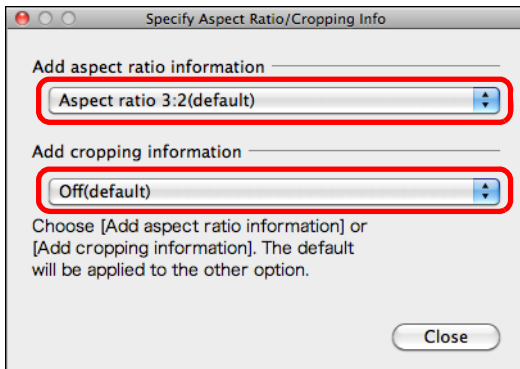 Specify Aspect Ratio/Cropping Info
Add aspect ratio information
Aspect ratio 3:2(default)
Add cropping information
Off(default)
Choose [Add aspect ratio information] or
[Add cropping information]. The default
will be applied to the other option.
Close